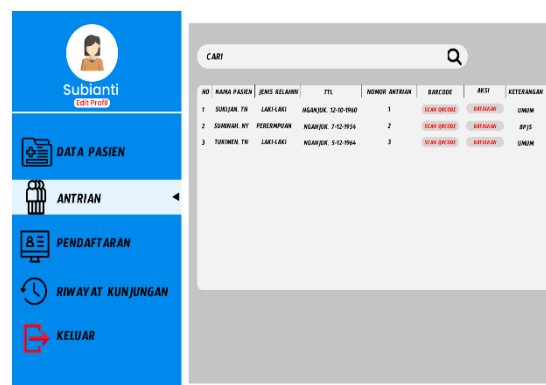 Subianti
Edit Profil
DATA PASIEN
ANTRIAN
PENDAFTARAN
RIWAYAT KUNJUNGAN
KELUAR
CARI
NO NAMA PASIEN JENIS KELAMIN TTL NOMOR ANTRIAN BARCODE AKSI KETERANGAN
1 SUKIJAN, TN LAKI-LAKI NGANJUK, 12-10-1960 1 SCAN QRCODE BATALKAN UMUM
2 SUMINAH, NY PEREMPUAN NGANJUK, 7-12-1954 2 SCAN QRCODE BATALKAN BPJS
3 TUKIMEN, TN LAKI-LAKI NGANJUK, 5-12-1964 3 SCAN QRCODE BATALKAN UMUM